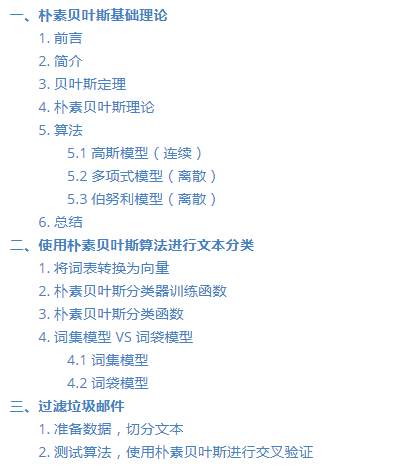 一、朴素贝叶斯基础理论
1. 前言
2. 简介
3. 贝叶斯定理
4. 朴素贝叶斯理论
5. 算法
5.1 高斯模型（连续）
5.2 多项式模型（离散）
5.3 伯努利模型（离散）
6. 总结
二、使用朴素贝叶斯算法进行文本分类
1. 将词表转换为向量
2. 朴素贝叶斯分类器训练函数
3. 朴素贝叶斯分类函数
4. 词集模型 VS 词袋模型
4.1 词集模型
4.2 词袋模型
三、过滤垃圾邮件
1. 准备数据，切分文本
2. 测试算法，使用朴素贝叶斯进行交叉验证